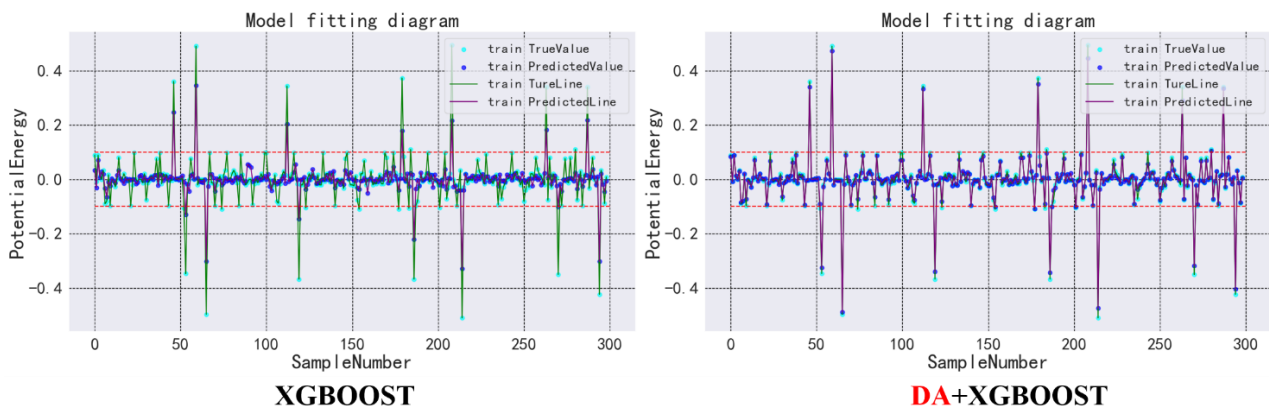 Model fitting diagram
train TrueValue
train PredictedValue
train TureLine
train PredictedLine
PotentialEnergy
0.4
0.2
0.0
-0.2
-0.4
0
50
100
150
200
250
300
SampleNumber
XGBOOST
Model fitting diagram
train TrueValue
train PredictedValue
train TureLine
train PredictedLine
PotentialEnergy
0.4
0.2
0.0
-0.2
-0.4
0
50
100
150
200
250
300
SampleNumber
DA+XGBOOST